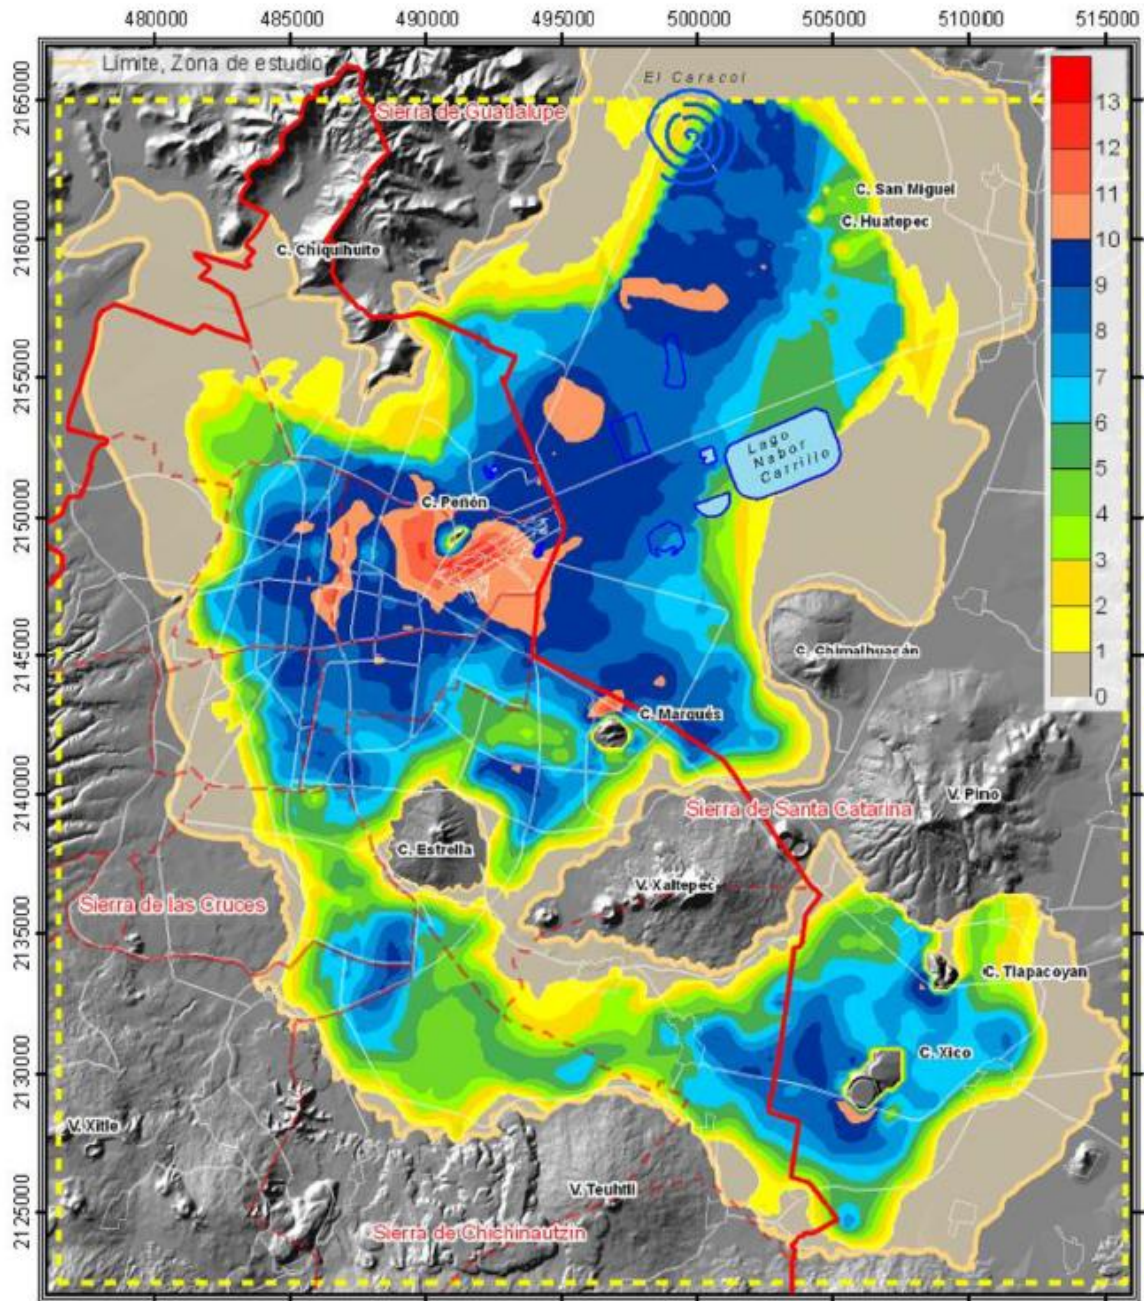 480000 485000 490000 495000 500000 505000 510000 515000
Límite, Zona de estudio
El Caracol
Sierra de Guadalupe
C. San Miguel
C. Huatepec
C. Chiquihuite
Lago
Nabor
Carrillo
C. Peñón
C. Chimalhuacán
C. Marqués
V. Pino
Sierra de Santa Catarina
C. Estrella
V. Xaltepec
Sierra de las Cruces
C. Tlapacoyan
C. Xico
V. Xitle
V. Teuhtli
Sierra de Chichinautzin
2165000
2160000
2155000
2150000
2145000
2140000
2135000
2130000
2125000
13
12
11
10
9
8
7
6
5
4
3
2
1
0